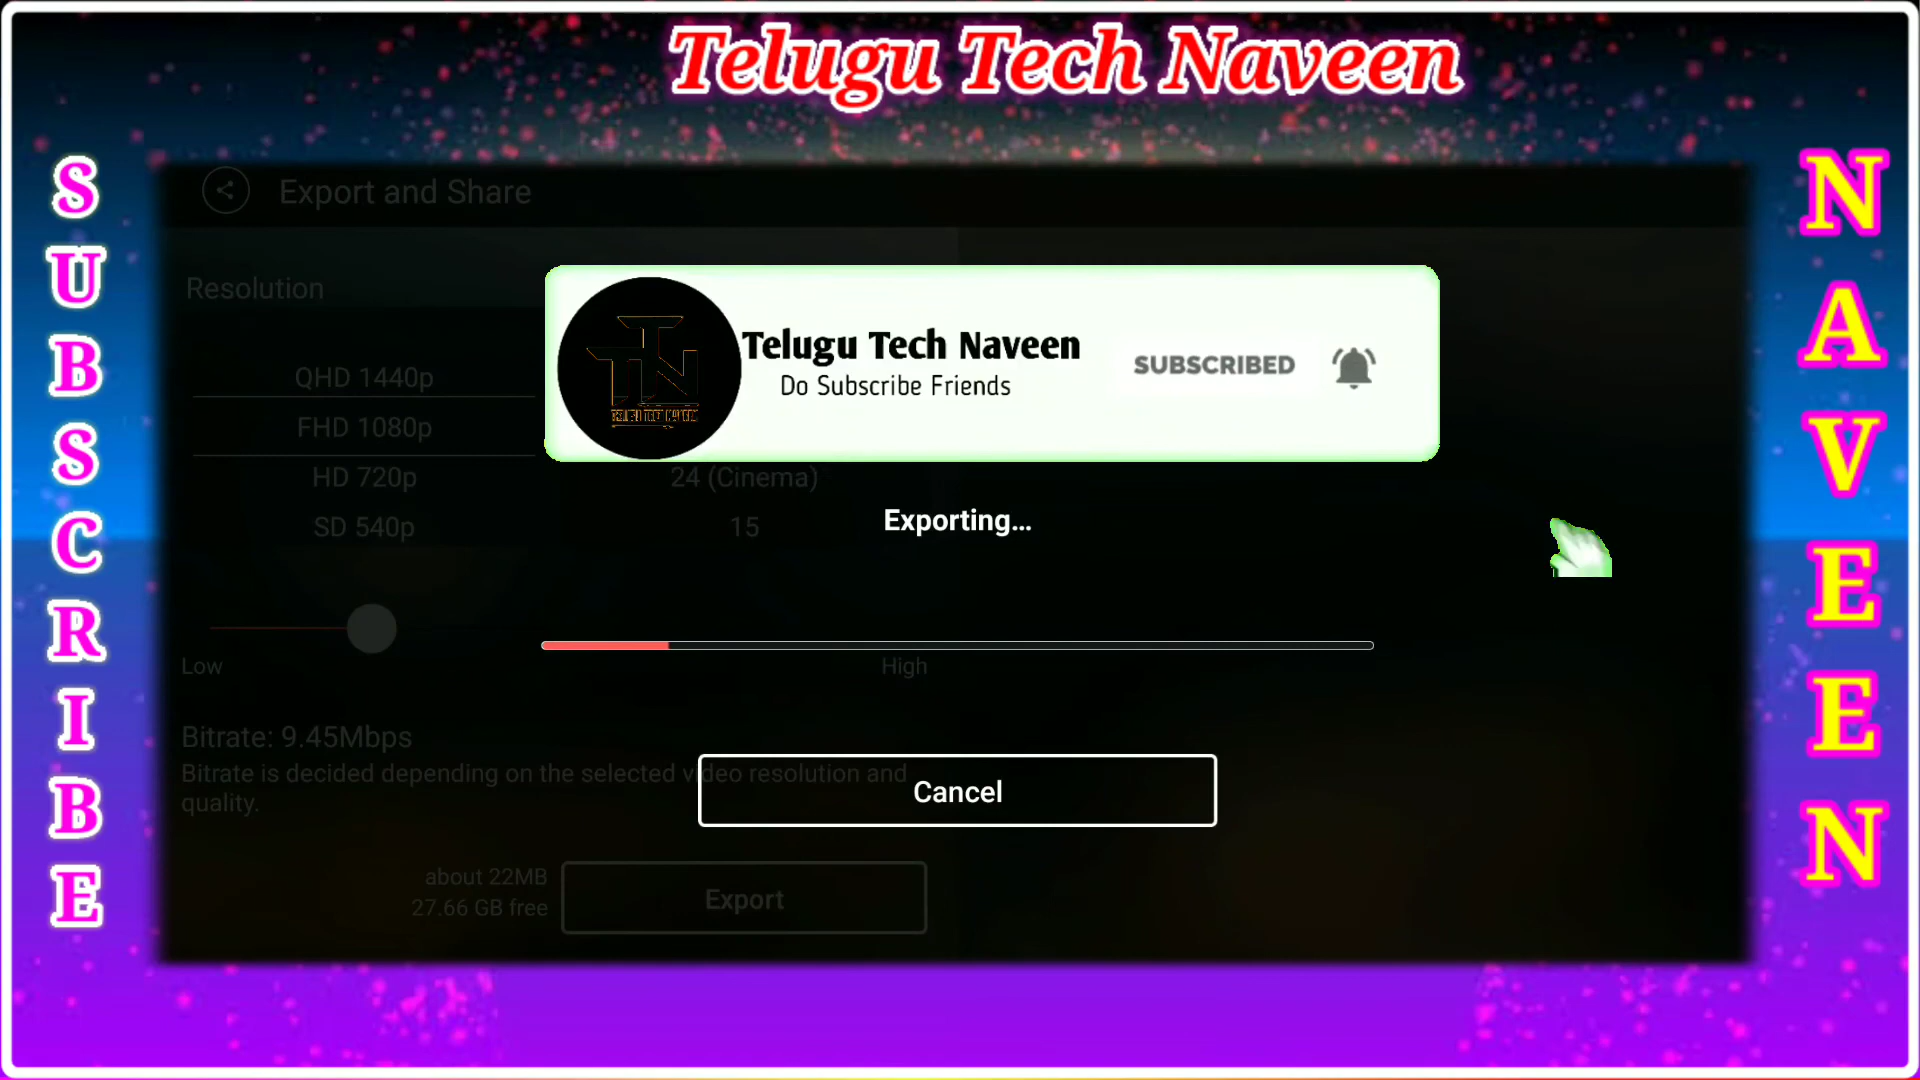 Telugu Tech Naveen
SUBSCRIBE
NAVEEN
Export and Share
Resolution
QHD 1440p
FHD 1080p
HD 720p
SD 540p
24 (Cinema)
15
Telugu Tech Naveen
Do Subscribe Friends
SUBSCRIBED
Exporting...
Low
High
Bitrate: 9.45Mbps
Bitrate is decided depending on the selected video resolution and
quality.
Cancel
about 22MB
27.66 GB free
Export